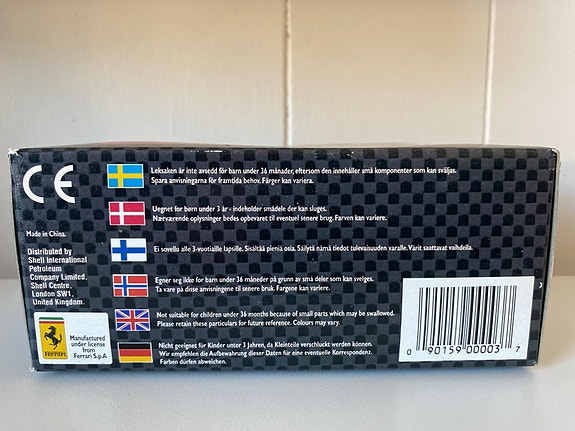 CE
Leksaken är inte avsedd för barn under 36 månader, eftersom den innehåller små komponenter som kan sväljas.
Spara anvisningarna för framtida behov. Färger kan variera.
Uegnet for børn under 3 år - indeholder smådele der kan sluges.
Nærværende oplysninger bedes opbevaret til eventuel senere brug. Farven kan variere.
Made in China.
Distributed by
Shell International
Petroleum
Company Limited,
Shell Centre,
London SW1,
United Kingdom.
Ei sovellu alle 3-vuotiaille lapsille. Sisältää pieniä osia. Säilytä nämä tiedot tulevaisuuden varalle. Värit saattavat vaihdella.
Egner seg ikke for barn under 36 måneder på grunn av små deler som kan svelges.
Ta vare på disse anvisningene til senere bruk. Fargene kan variere.
Not suitable for children under 36 months because of small parts which may be swallowed.
Please retain these particulars for future reference. Colours may vary.
Ferrari
Manufactured
under license
from
Ferrari S.p.A
Nicht geeignet für Kinder unter 3 Jahren, da Kleinteile verschluckt werden können.
Wir empfehlen die Aufbewahrung dieser Daten für eine eventuelle Korrespondenz.
Farben dürfen abweichen.
0 90159 00003 7